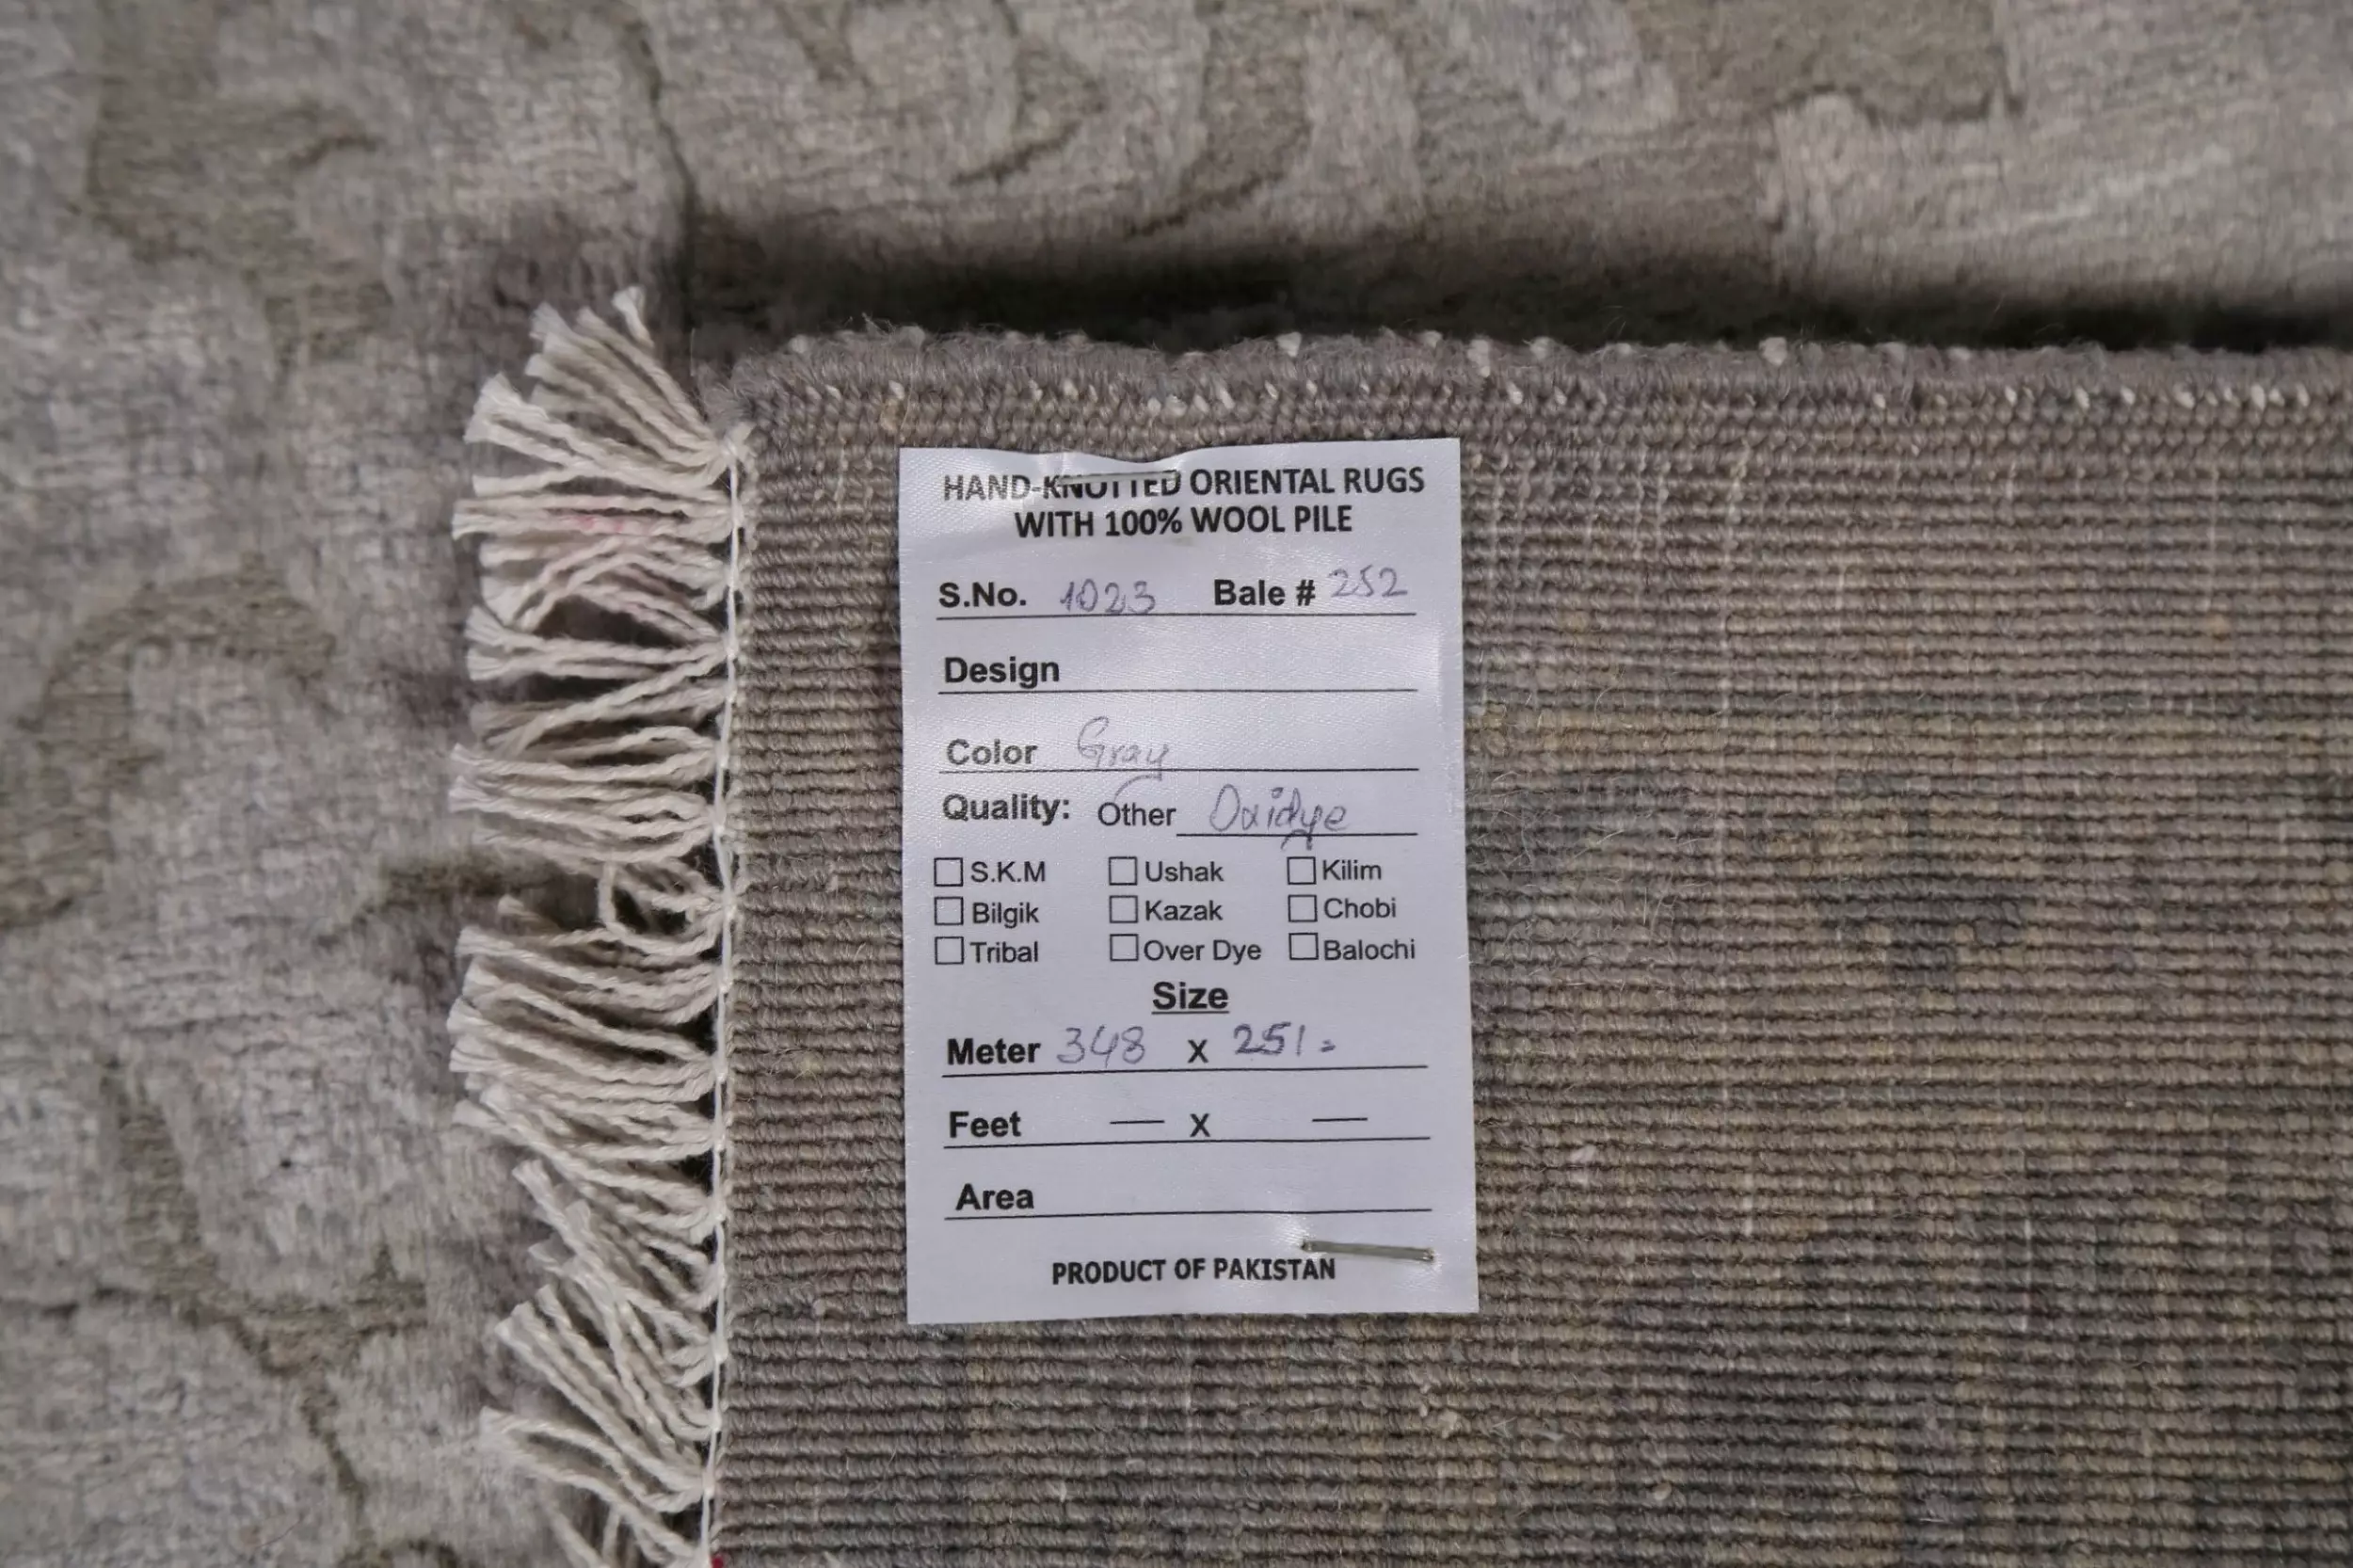 HAND-KNOTTED ORIENTAL RUGS
WITH 100% WOOL PILE
S.No. 1023 Bale # 252
Design
Color Gray
Quality: Other Oxidye
☐ S.K.M ☐ Ushak ☐ Kilim
☐ Bilgik ☐ Kazak ☐ Chobi
☐ Tribal ☐ Over Dye ☐ Balochi
Size
Meter 348 X 251=
Feet — X —
Area
PRODUCT OF PAKISTAN